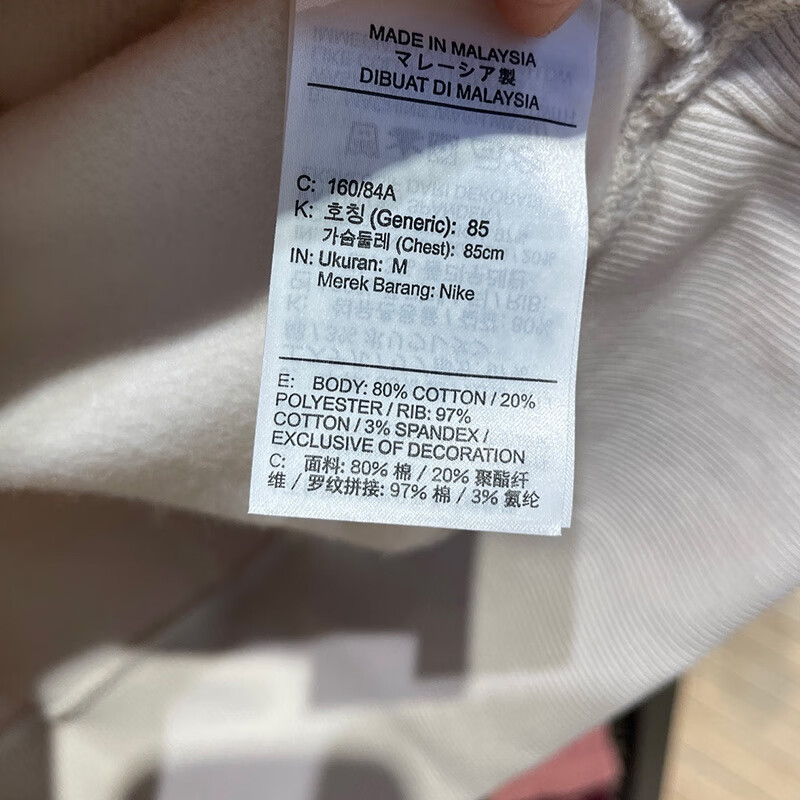 MADE IN MALAYSIA
マレーシア製
DIBUAT DI MALAYSIA
C: 160/84A
K: 호칭 (Generic): 85
가슴둘레 (Chest): 85cm
IN: Ukuran: M
Merek Barang: Nike
E: BODY: 80% COTTON / 20%
POLYESTER / RIB: 97%
COTTON / 3% SPANDEX /
EXCLUSIVE OF DECORATION
C: 面料: 80% 棉 / 20% 聚酯纤
维 / 罗纹拼接: 97% 棉 / 3% 氨纶